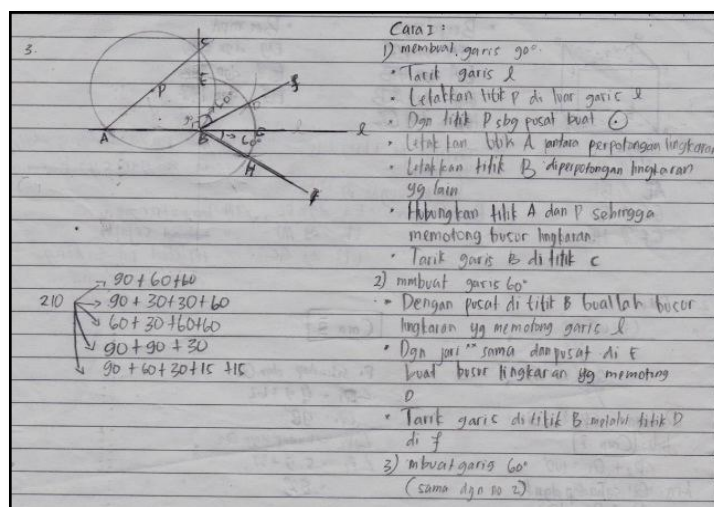 3.
C
E
60°
f
P
D
90°
A
B
60°
l
H
90 + 60 + 60
210
90 + 30 + 30 + 60
60 + 30 + 60 + 60
90 + 90 + 30
90 + 60 + 30 + 15 + 15
Cara I :
1) membuat garis 90°.
• Tarik garis l
• Letakkan titik P di luar garis l
• Dgn titik P sbg pusat buat ⊙
• Letakkan titik A antara perpotongan lingkaran
• Letakkan titik B diperpotongan lingkaran
yg lain
• Hubungkan titik A dan P sehingga
memotong busur lingkaran.
• Tarik garis B di titik c
2) mmbuat garis 60°
• Dengan pusat di titik B buatlah busur
lingkaran yg memotong garis l
• Dgn jari" sama dan pusat di E
buat busur lingkaran yg memotong
D
• Tarik garis di titik B melalui titik D
di f
3) mbuat garis 60°
(sama dgn no 2)